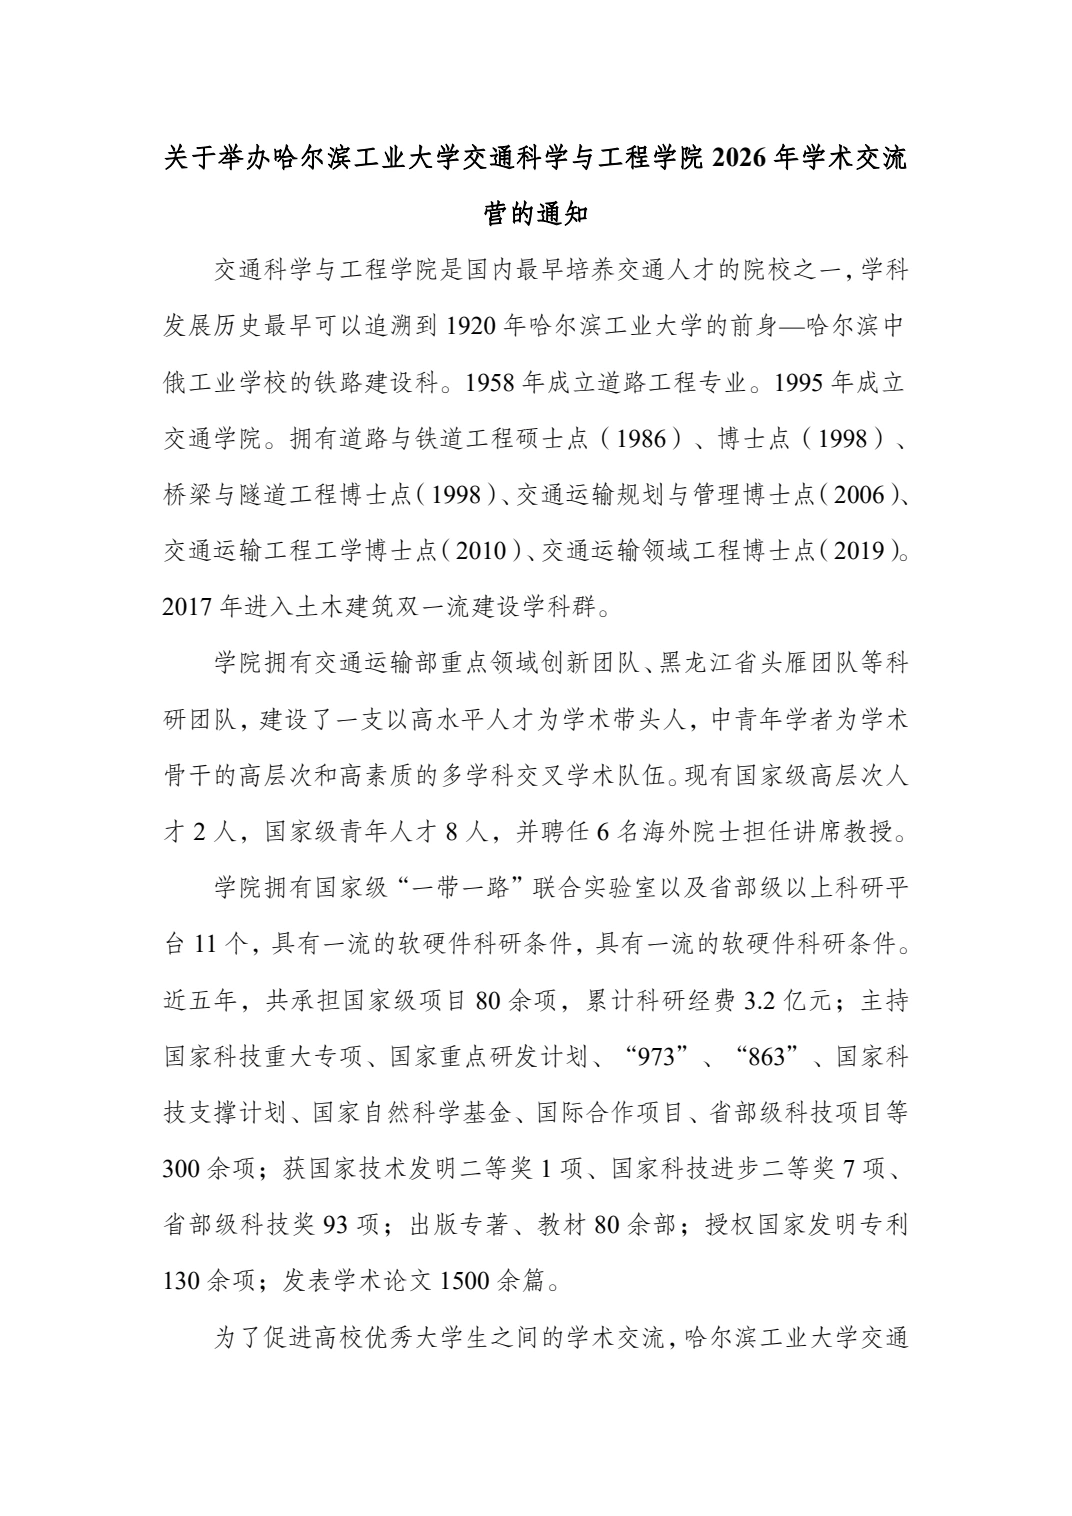 关于举办哈尔滨工业大学交通科学与工程学院 2026 年学术交流
营的通知
交通科学与工程学院是国内最早培养交通人才的院校之一，学科
发展历史最早可以追溯到 1920 年哈尔滨工业大学的前身—哈尔滨中
俄工业学校的铁路建设科。1958 年成立道路工程专业。1995 年成立
交通学院。拥有道路与铁道工程硕士点（1986）、博士点（1998）、
桥梁与隧道工程博士点（1998）、交通运输规划与管理博士点（2006）、
交通运输工程工学博士点（2010）、交通运输领域工程博士点（2019）。
2017 年进入土木建筑双一流建设学科群。
学院拥有交通运输部重点领域创新团队、黑龙江省头雁团队等科
研团队，建设了一支以高水平人才为学术带头人，中青年学者为学术
骨干的高层次和高素质的多学科交叉学术队伍。现有国家级高层次人
才 2 人，国家级青年人才 8 人，并聘任 6 名海外院士担任讲席教授。
学院拥有国家级“一带一路”联合实验室以及省部级以上科研平
台 11 个，具有一流的软硬件科研条件，具有一流的软硬件科研条件。
近五年，共承担国家级项目 80 余项，累计科研经费 3.2 亿元；主持
国家科技重大专项、国家重点研发计划、“973”、“863”、国家科
技支撑计划、国家自然科学基金、国际合作项目、省部级科技项目等
300 余项；获国家技术发明二等奖 1 项、国家科技进步二等奖 7 项、
省部级科技奖 93 项；出版专著、教材 80 余部；授权国家发明专利
130 余项；发表学术论文 1500 余篇。
为了促进高校优秀大学生之间的学术交流，哈尔滨工业大学交通